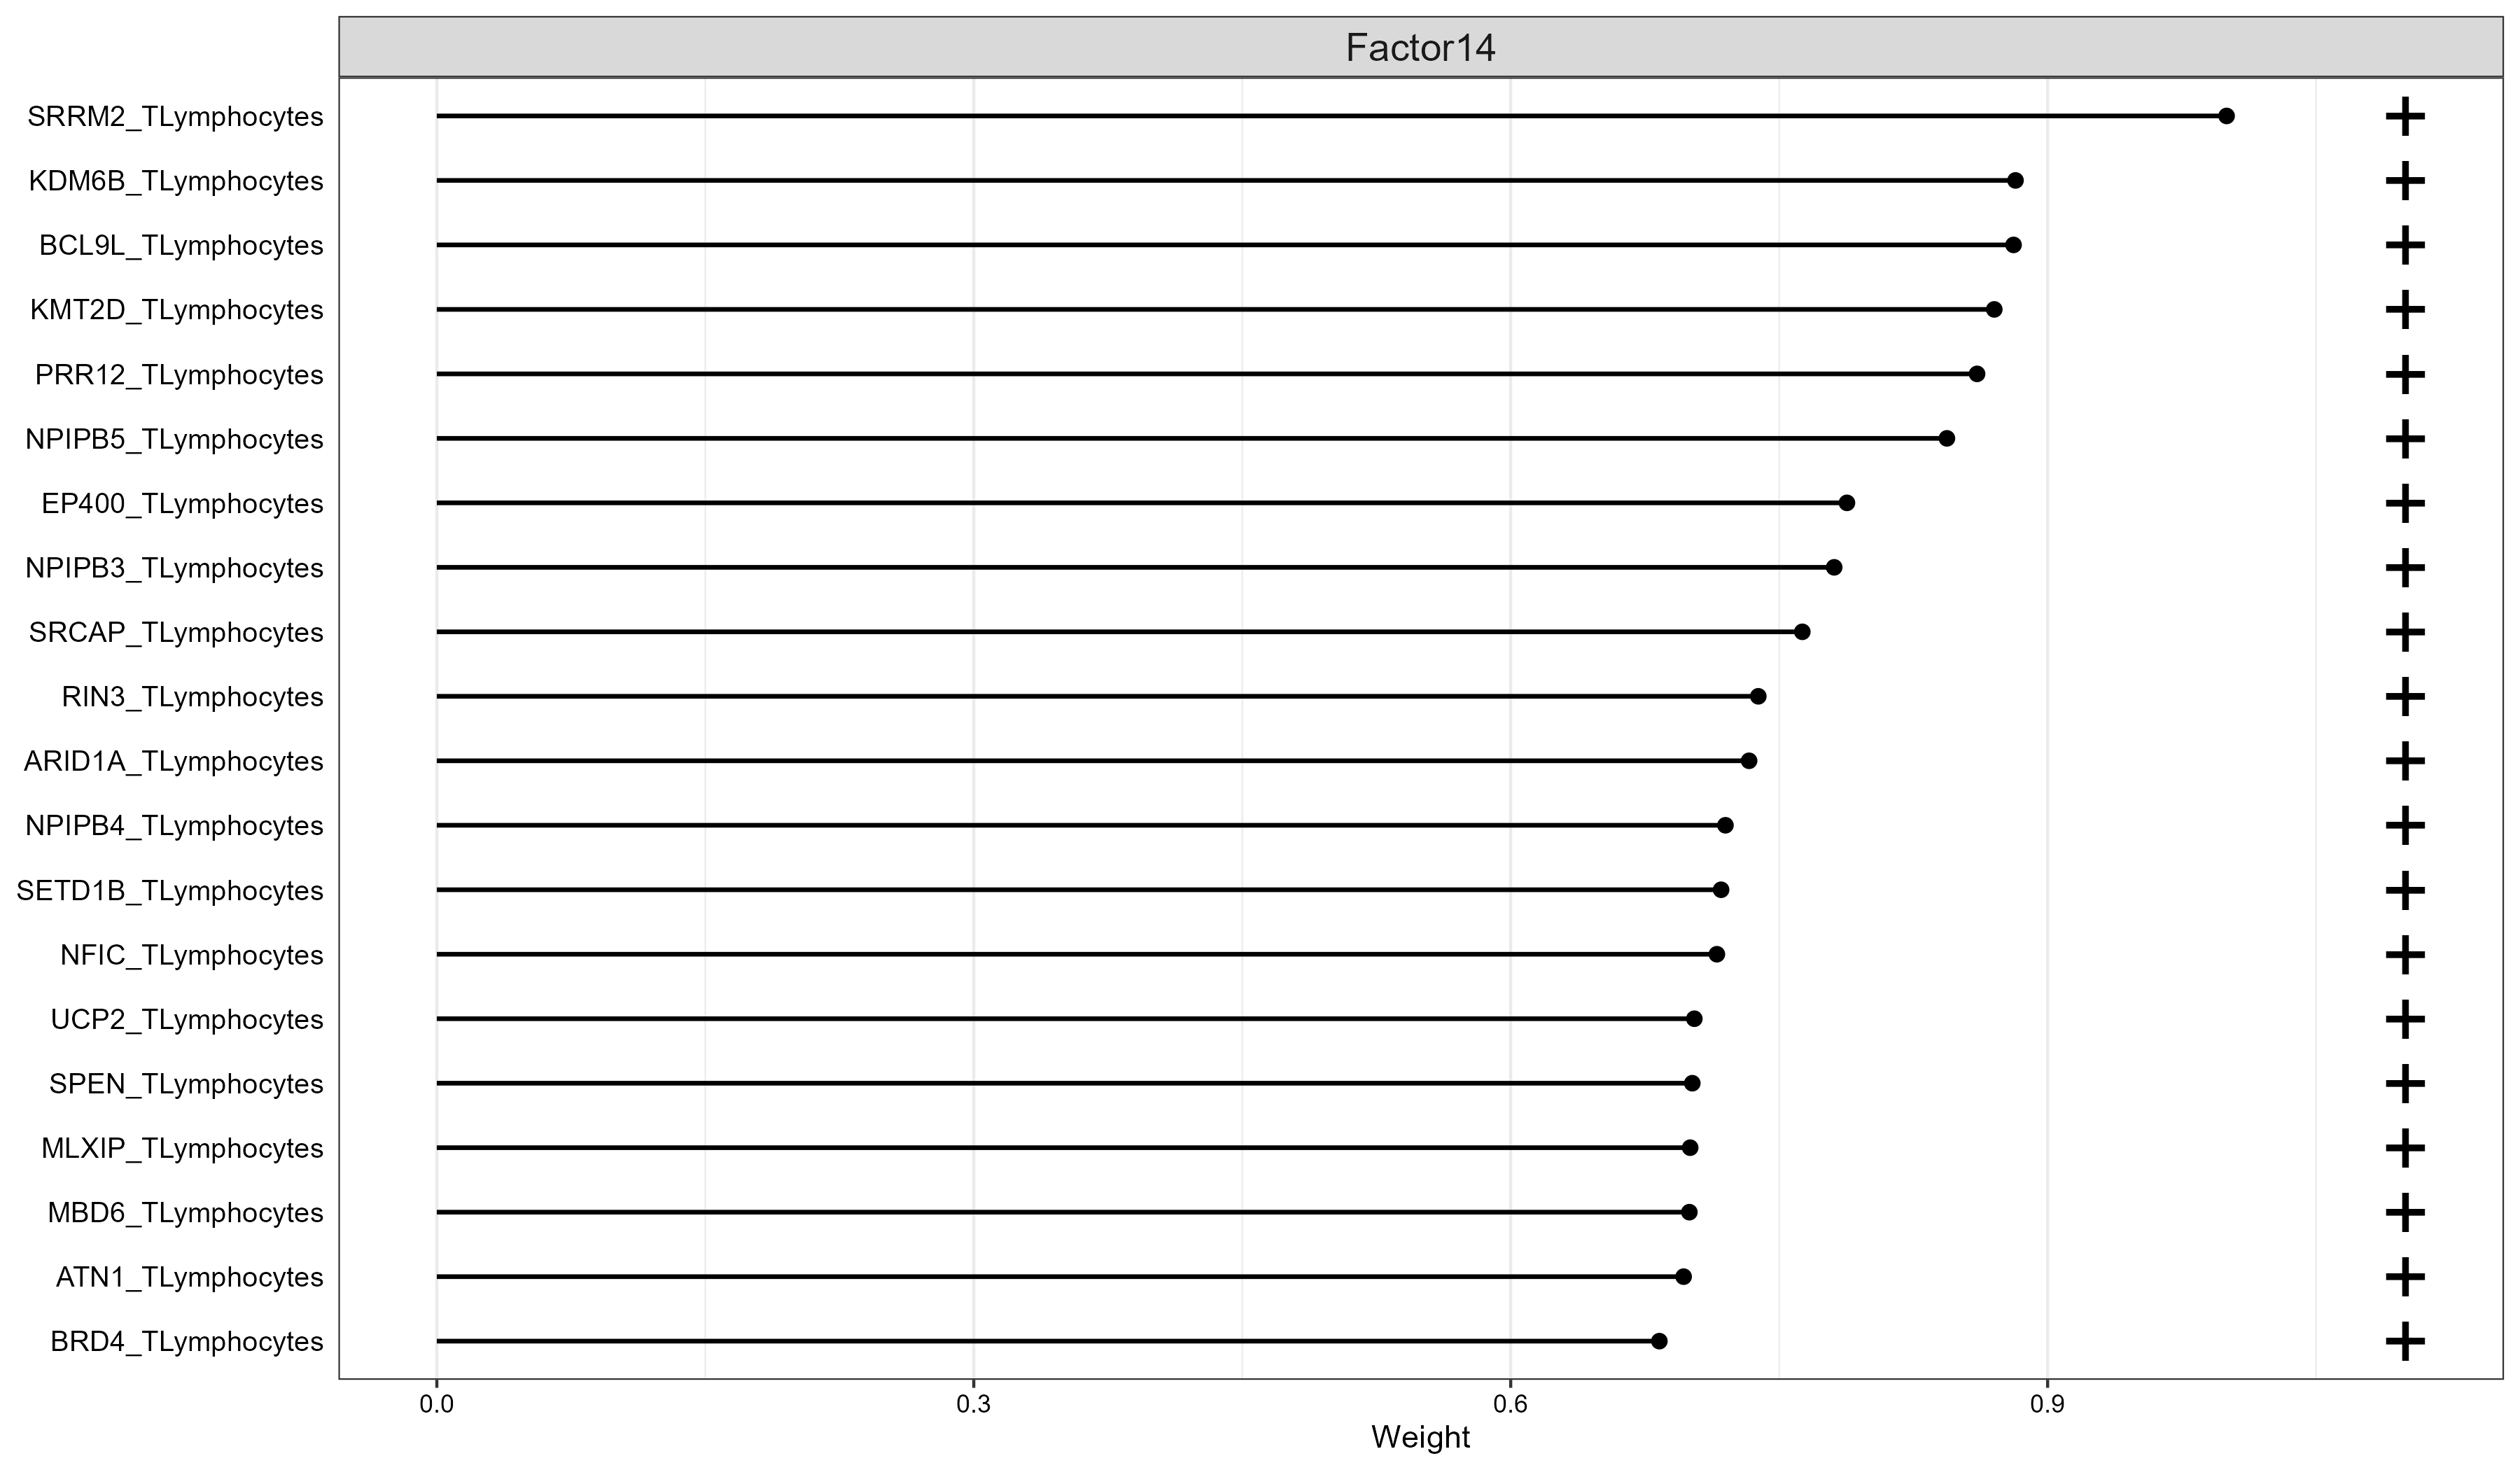 Factor14
SRRM2_TLymphocytes
KDM6B_TLymphocytes
BCL9L_TLymphocytes
KMT2D_TLymphocytes
PRR12_TLymphocytes
NPIPB5_TLymphocytes
EP400_TLymphocytes
NPIPB3_TLymphocytes
SRCAP_TLymphocytes
RIN3_TLymphocytes
ARID1A_TLymphocytes
NPIPB4_TLymphocytes
SETD1B_TLymphocytes
NFIC_TLymphocytes
UCP2_TLymphocytes
SPEN_TLymphocytes
MLXIP_TLymphocytes
MBD6_TLymphocytes
ATN1_TLymphocytes
BRD4_TLymphocytes
0.0 0.3 0.6 0.9
Weight